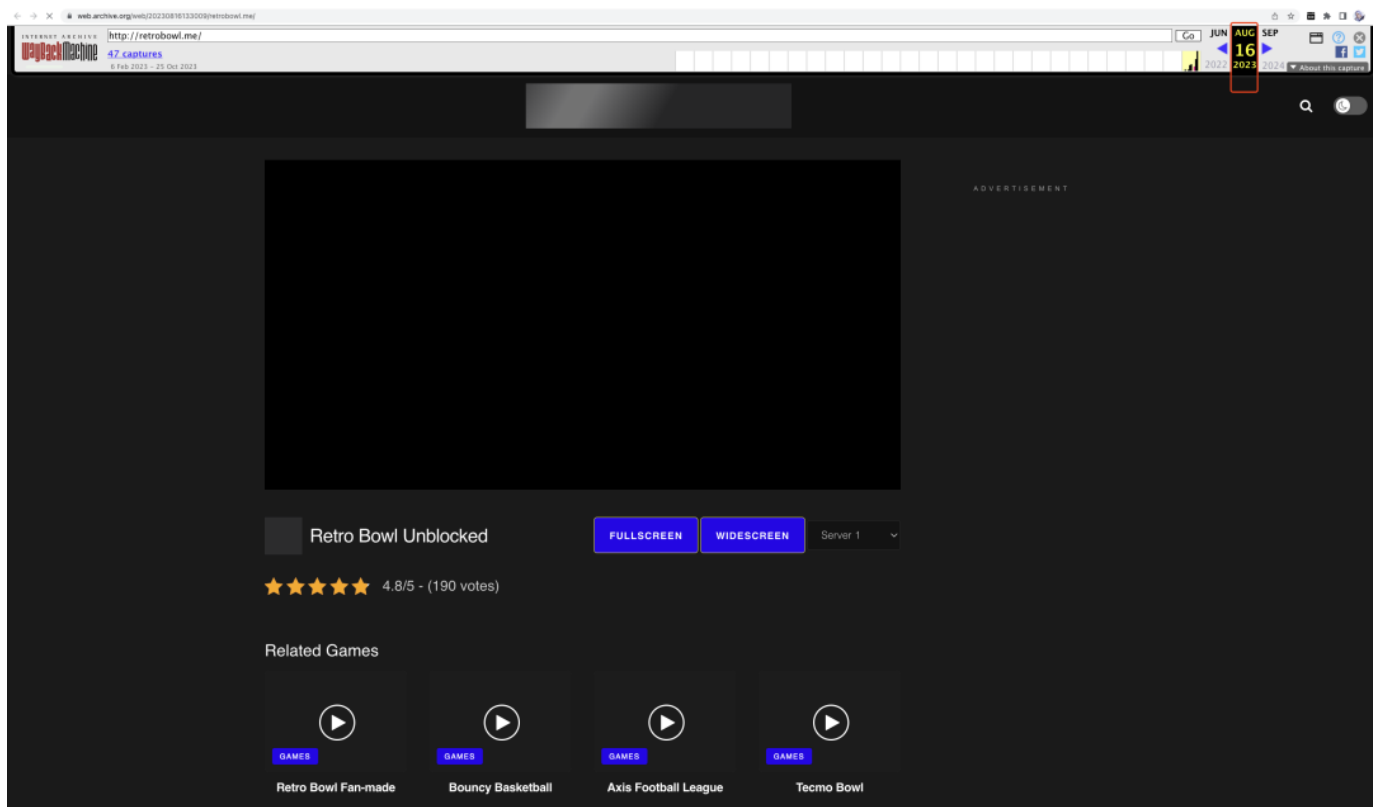 web.archive.org/web/20230816133009/retrobowl.me/
INTERNET ARCHIVE
WayBackMachine
http://retrobowl.me/
Go
JUN AUG SEP
47 captures
16
6 Feb 2023 - 25 Oct 2023
2022 2023 2024
About this capture
ADVERTISEMENT
Retro Bowl Unblocked
FULLSCREEN
WIDESCREEN
Server 1
4.8/5 - (190 votes)
Related Games
GAMES GAMES GAMES GAMES
Retro Bowl Fan-made Bouncy Basketball Axis Football League Tecmo Bowl